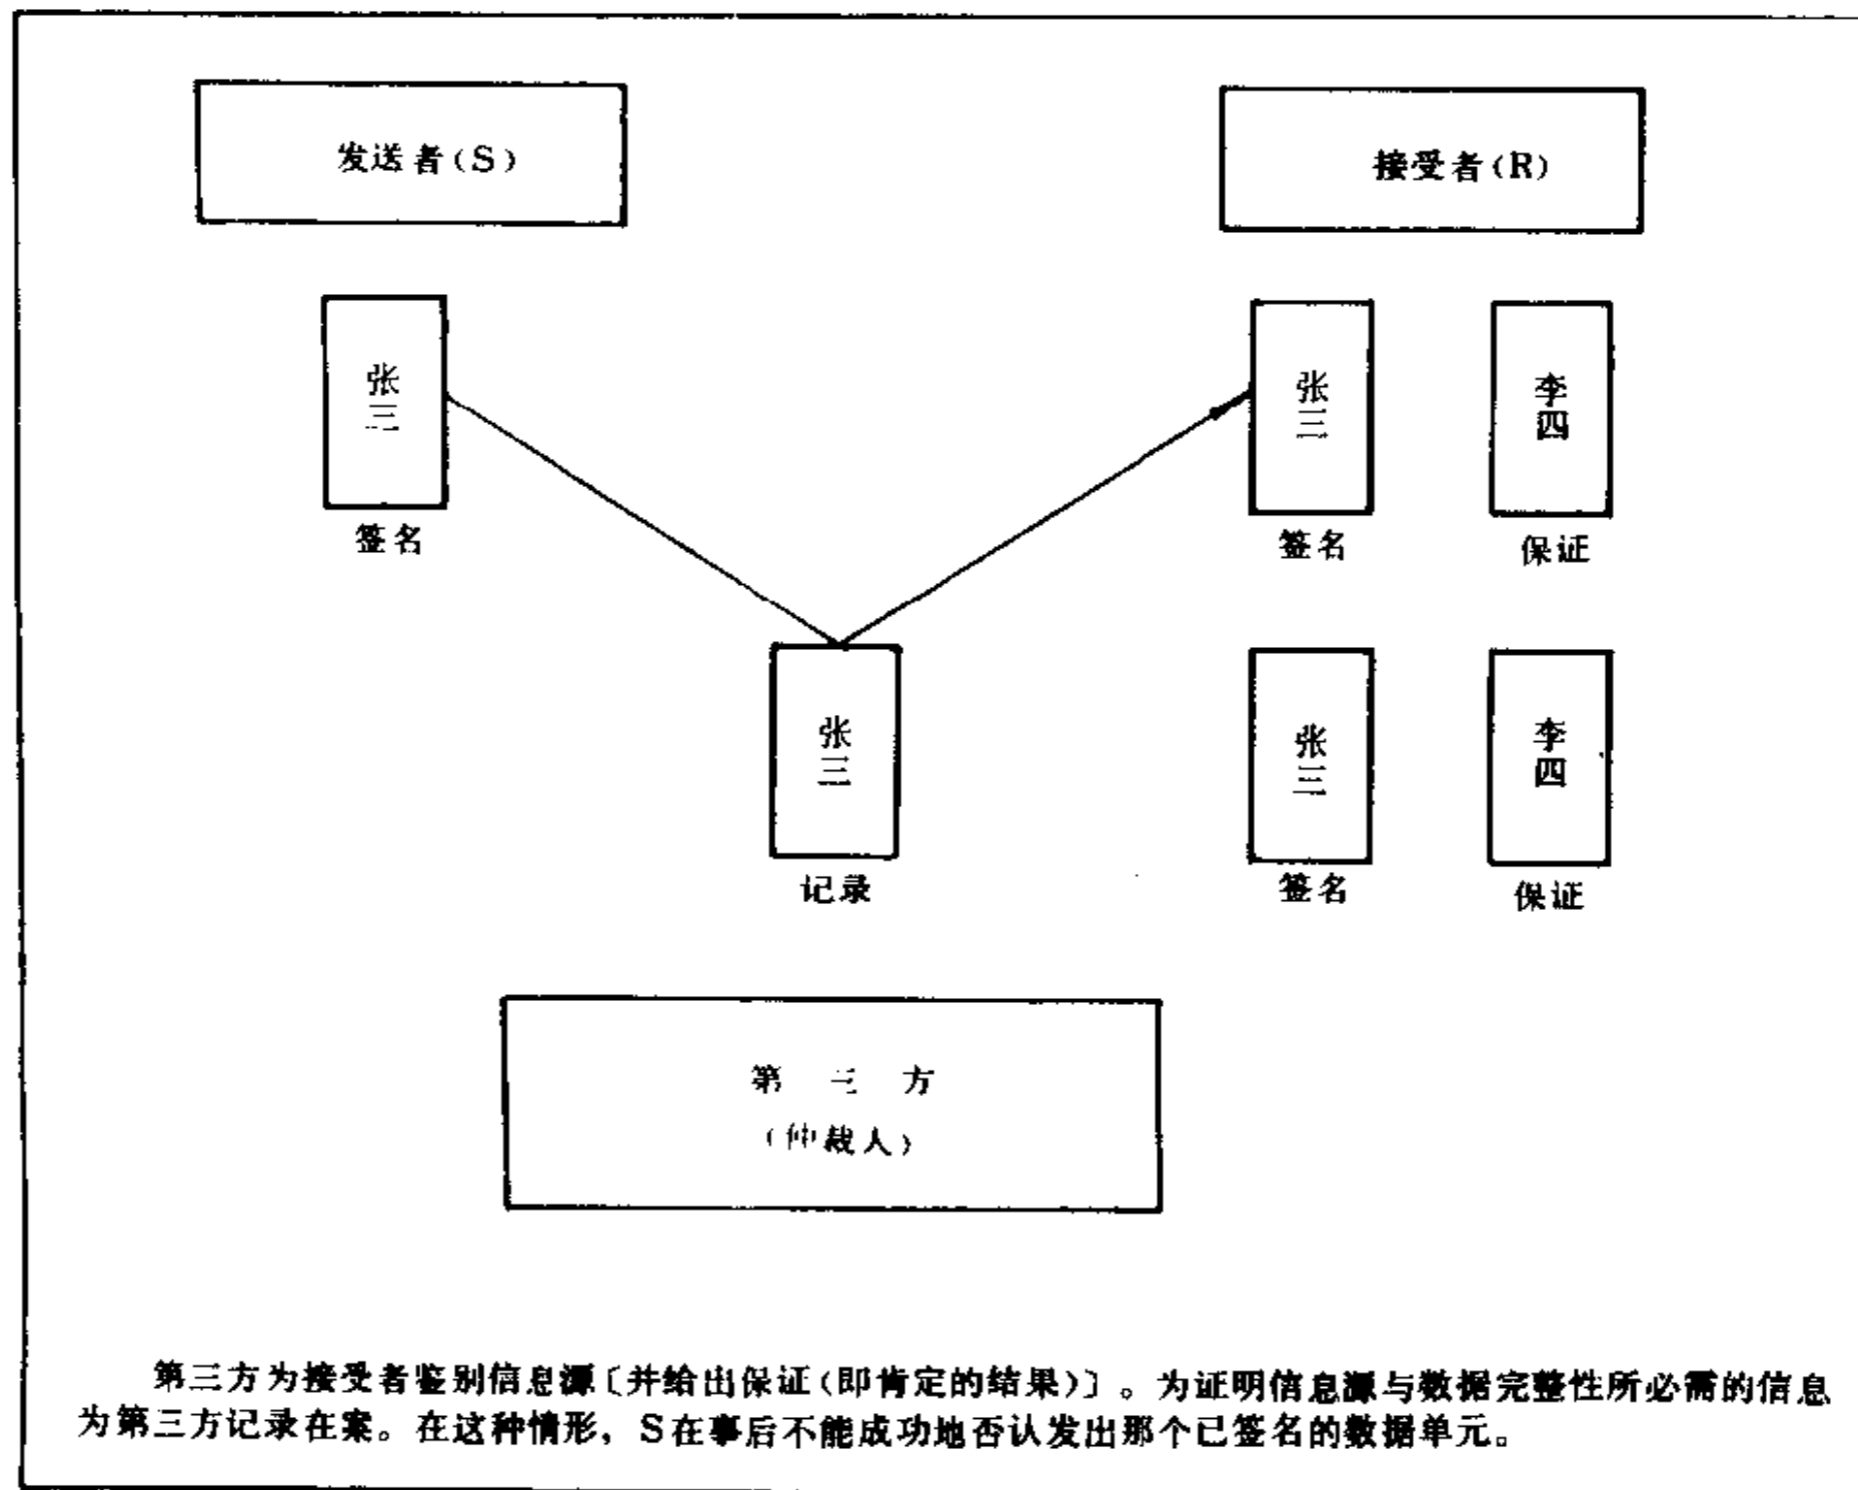 发送者(S)
接受者(R)
张
三
签名
张
三
签名
李
四
保证
张
三
记录
张
三
签名
李
四
保证
第三方
(仲裁人)
第三方为接受者鉴别信息源〔并给出保证(即肯定的结果)〕。为证明信息源与数据完整性所必需的信息
为第三方记录在案。在这种情形，S在事后不能成功地否认发出那个已签名的数据单元。